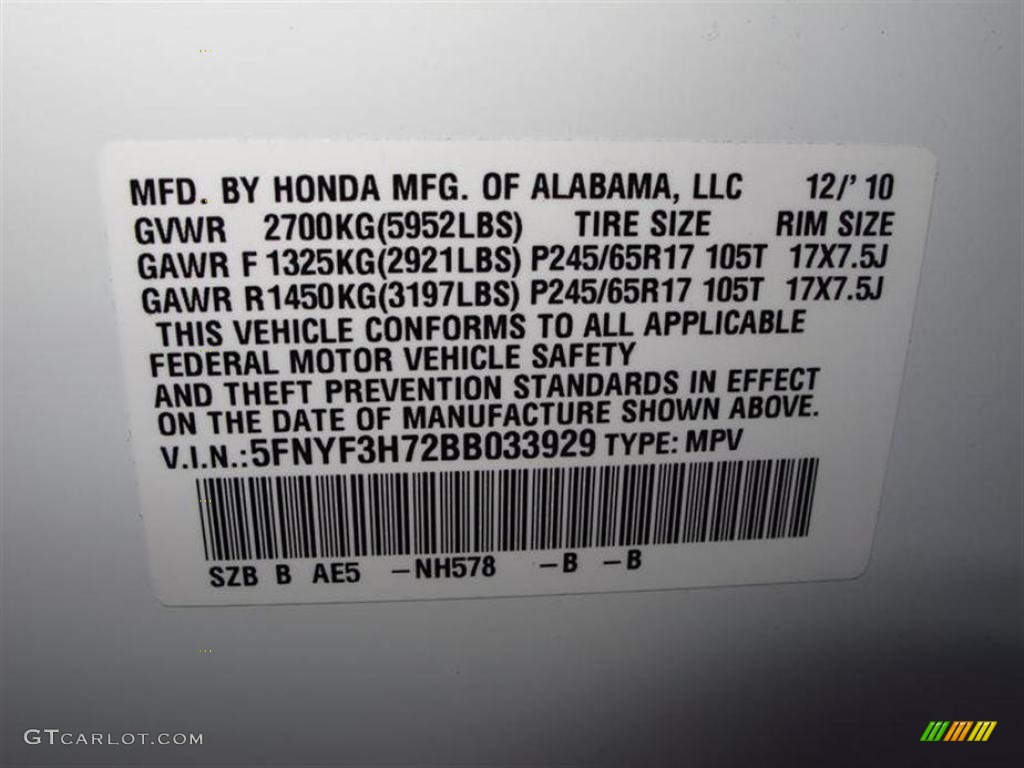 MFD. BY HONDA MFG. OF ALABAMA, LLC 12/'10
GVWR 2700KG(5952LBS) TIRE SIZE RIM SIZE
GAWR F 1325KG(2921LBS) P245/65R17 105T 17X7.5J
GAWR R1450KG(3197LBS) P245/65R17 105T 17X7.5J
THIS VEHICLE CONFORMS TO ALL APPLICABLE
FEDERAL MOTOR VEHICLE SAFETY
AND THEFT PREVENTION STANDARDS IN EFFECT
ON THE DATE OF MANUFACTURE SHOWN ABOVE.
V.I.N.:5FNYF3H72BB033929 TYPE: MPV
SZB B AE5 -NH578 -B -B
GTCARLOT.COM